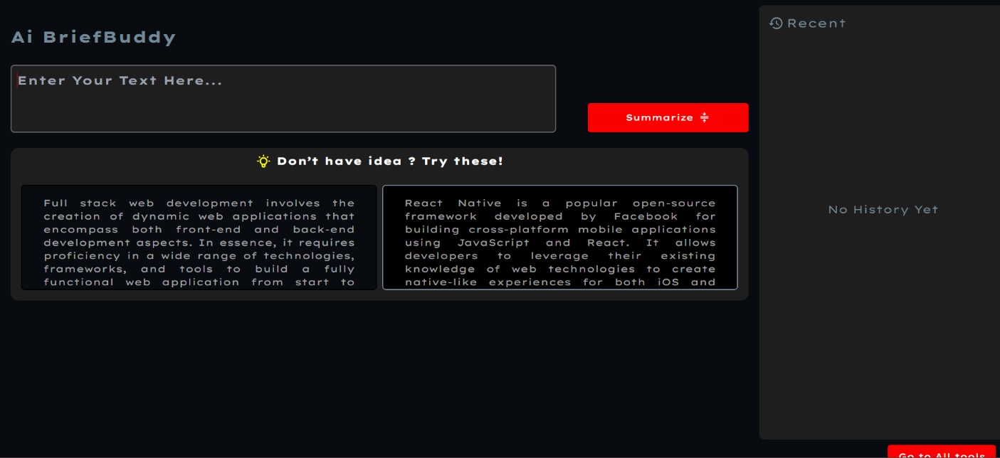 Ai BriefBuddy
Enter Your Text Here...
Summarize
Don't have idea ? Try these!
Full stack web development involves the
creation of dynamic web applications that
encompass both front-end and back-end
development aspects. In essence, it requires
proficiency in a wide range of technologies,
frameworks, and tools to build a fully
functional web application from start to
React Native is a popular open-source
framework developed by Facebook for
building cross-platform mobile applications
using JavaScript and React. It allows
developers to leverage their existing
knowledge of web technologies to create
native-like experiences for both iOS and
Recent
No History Yet
Go to All tools